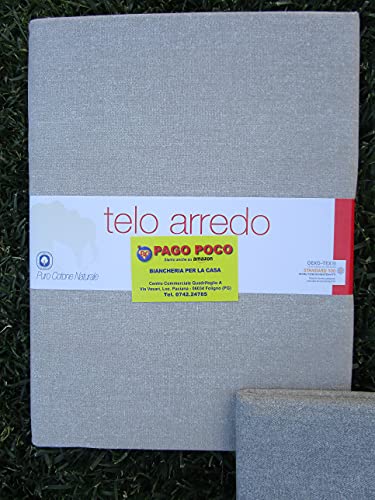 telo arredo
Puro Cotone Naturale
OEKO-TEX®
STANDARD 100
PAGO POCO
Siamo anche su amazon
BIANCHERIA PER LA CASA
Centro Commerciale Quadrifoglio A
Via Vasari, Loc. Paciana - 06034 Foligno (PG)
Tel. 0742.24765